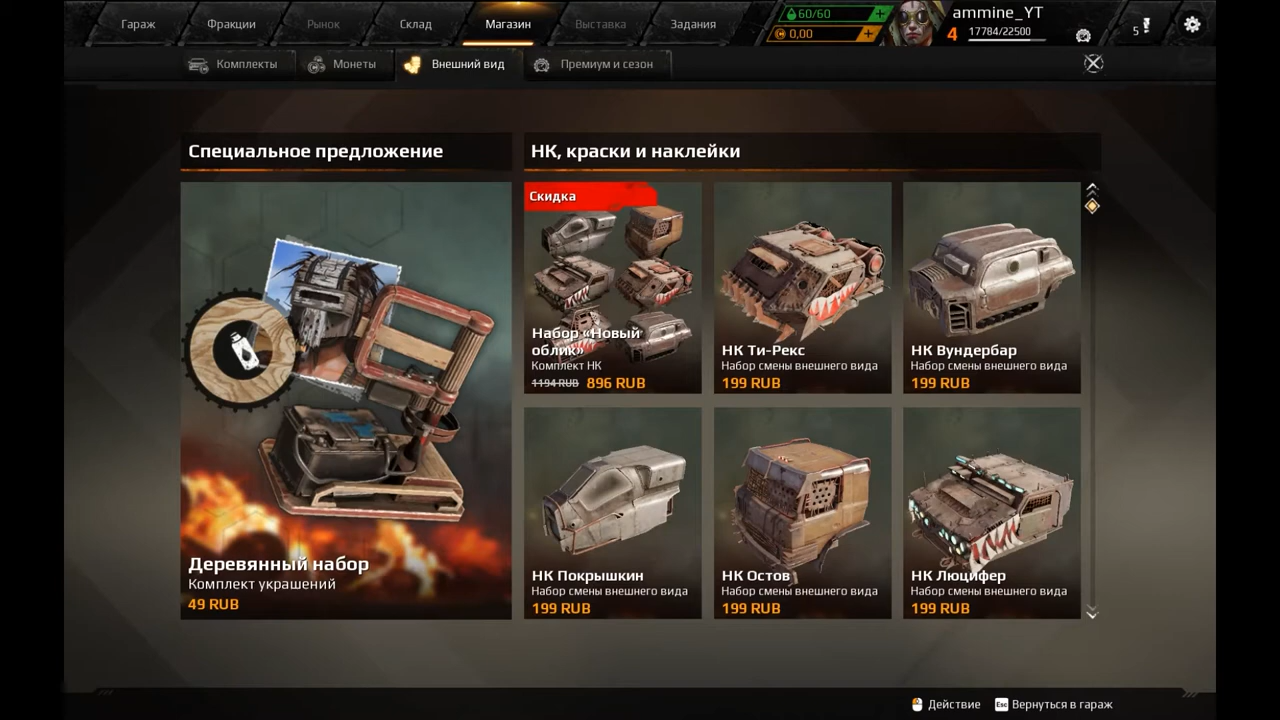 Гараж
Фракции
Рынок
Склад
Магазин
Выставка
Задания
60/60
0,00
ammine_YT
4 17784/22500
5
Комплекты
Монеты
Внешний вид
Премиум и сезон
Специальное предложение
НК, краски и наклейки
Скидка
Набор «Новый
облик»
Комплект НК
1194 RUB 896 RUB
НК Ти-Рекс
Набор смены внешнего вида
199 RUB
НК Вундербар
Набор смены внешнего вида
199 RUB
Деревянный набор
Комплект украшений
49 RUB
НК Покрышкин
Набор смены внешнего вида
199 RUB
НК Остов
Набор смены внешнего вида
199 RUB
НК Люцифер
Набор смены внешнего вида
199 RUB
Действие
Esc Вернуться в гараж